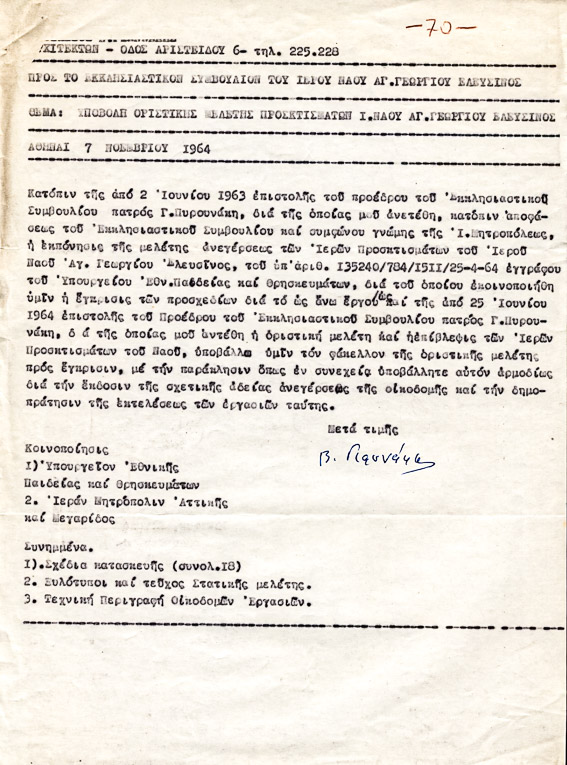 -70-
ΧΙΤΕΚΤΩΝ - ΟΔΟΣ ΑΡΙΣΤΕΙΔΟΥ 6- τηλ. 225.228
ΠΡΟΣ ΤΟ ΕΚΚΛΗΣΙΑΣΤΙΚΟΝ ΣΥΜΒΟΥΛΙΟΝ ΤΟΥ ΙΕΡΟΥ ΝΑΟΥ ΑΓ.ΓΕΩΡΓΙΟΥ ΕΛΕΥΣΙΝΟΣ
ΘΕΜΑ: ΥΠΟΒΟΛΗ ΟΡΙΣΤΙΚΗΣ ΜΕΛΕΤΗΣ ΠΡΟΣΚΤΙΣΜΑΤΩΝ Ι.ΝΑΟΥ ΑΓ.ΓΕΩΡΓΙΟΥ ΕΛΕΥΣΙΝΟΣ
ΑΘΗΝΑΙ 7 ΝΟΕΜΒΡΙΟΥ 1964
Κατόπιν τῆς ἀπό 2 Ἰουνίου 1963 ἐπιστολῆς τοῦ προέδρου τοῦ Ἐκκλησιαστικοῦ
Συμβουλίου πατρός Γ.Πυρουνάκη, διά τῆς ὁποίας μοῦ ἀνετέθη, κατόπιν ἀποφά-
σεως τοῦ Ἐκκλησιαστικοῦ Συμβουλίου καί συμφώνου γνώμης τῆς Ἱ.Μητροπόλεως,
ἡ ἐκπόνησις τῆς μελέτης ἀνεγέρσεως τῶν Ἱερῶν Προσκτισμάτων τοῦ Ἱεροῦ
Ναοῦ Ἁγ. Γεωργίου Ἐλευσῖνος, τοῦ ὑπ'ἀριθ. I35240/784/I5II/25-4-64 ἐγγράφου
τοῦ Ὑπουργείου Ἐθν.Παιδείας καί Θρησκευμάτων, διά τοῦ ὁποίου ἐκοινοποιήθη
ὑμῖν ἡ ἔγκρισις τῶν προσχεδίων διά τό ὡς ἄνω ἔργον καί τῆς ἀπό 25 Ἰουνίου
1964 ἐπιστολῆς τοῦ Προέδρου τοῦ Ἐκκλησιαστικοῦ Συμβουλίου πατρός Γ.Πυρου-
νάκη, δ ά τῆς ὁποίας μοῦ ἀντέθη ἡ ὁριστική μελέτη καί ἡἐπίβλεψις τῶν Ἱερῶν
Προσκτισμάτων τοῦ Ναοῦ, ὑποβάλλω ὑμῖν τόν φάκελλον τῆς ὁριστικῆς μελέτης
πρός ἔγκρισιν, μέ τήν παράκλησιν ὅπως ἐν συνεχείᾳ ὑποβάλλητε αὐτόν ἁρμοδίως
διά τήν ἔκδοσιν τῆς σχετικῆς ἀδείας ἀνεγέρσεως τῆς οἰκοδομῆς καί τήν δημο-
πράτησιν τῆς ἐκτελέσεως τῶν ἐργασιῶν ταύτης.
Μετά τιμῆς
Κοινοποίησις
I)Ὑπουργεῖον Ἐθνικῆς
Παιδείας καί Θρησκευμάτων
2. Ἱεράν Μητρόπολιν Ἀττικῆς
καί Μεγαρίδος
Συνημμένα.
I).Σχέδια κατασκευῆς (συνολ.I8)
2. Ξυλότυποι καί τεῦχος Στατικῆς μελέτης.
3. Τεχνική Περιγραφή Οἰκοδομῶν Ἐργασιῶν.